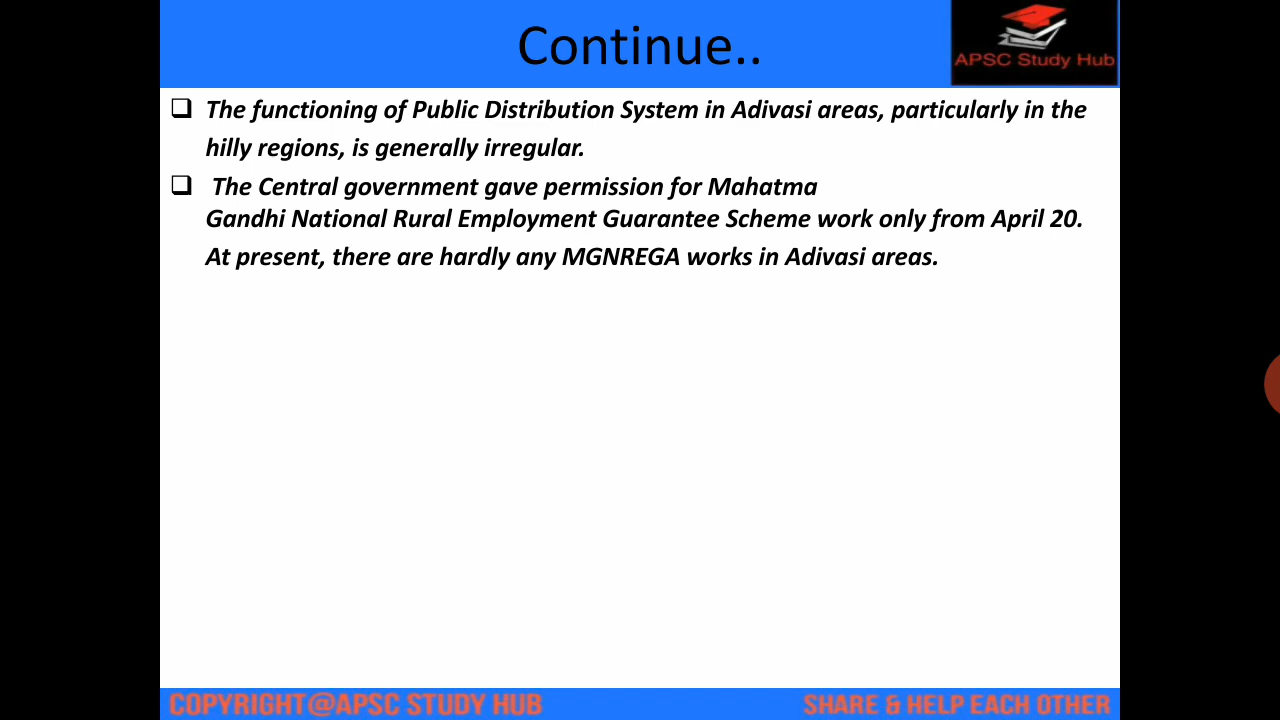 Continue..
APSC Study Hub
The functioning of Public Distribution System in Adivasi areas, particularly in the
hilly regions, is generally irregular.
The Central government gave permission for Mahatma
Gandhi National Rural Employment Guarantee Scheme work only from April 20.
At present, there are hardly any MGNREGA works in Adivasi areas.
COPYRIGHT@APSC STUDY HUB
SHARE & HELP EACH OTHER